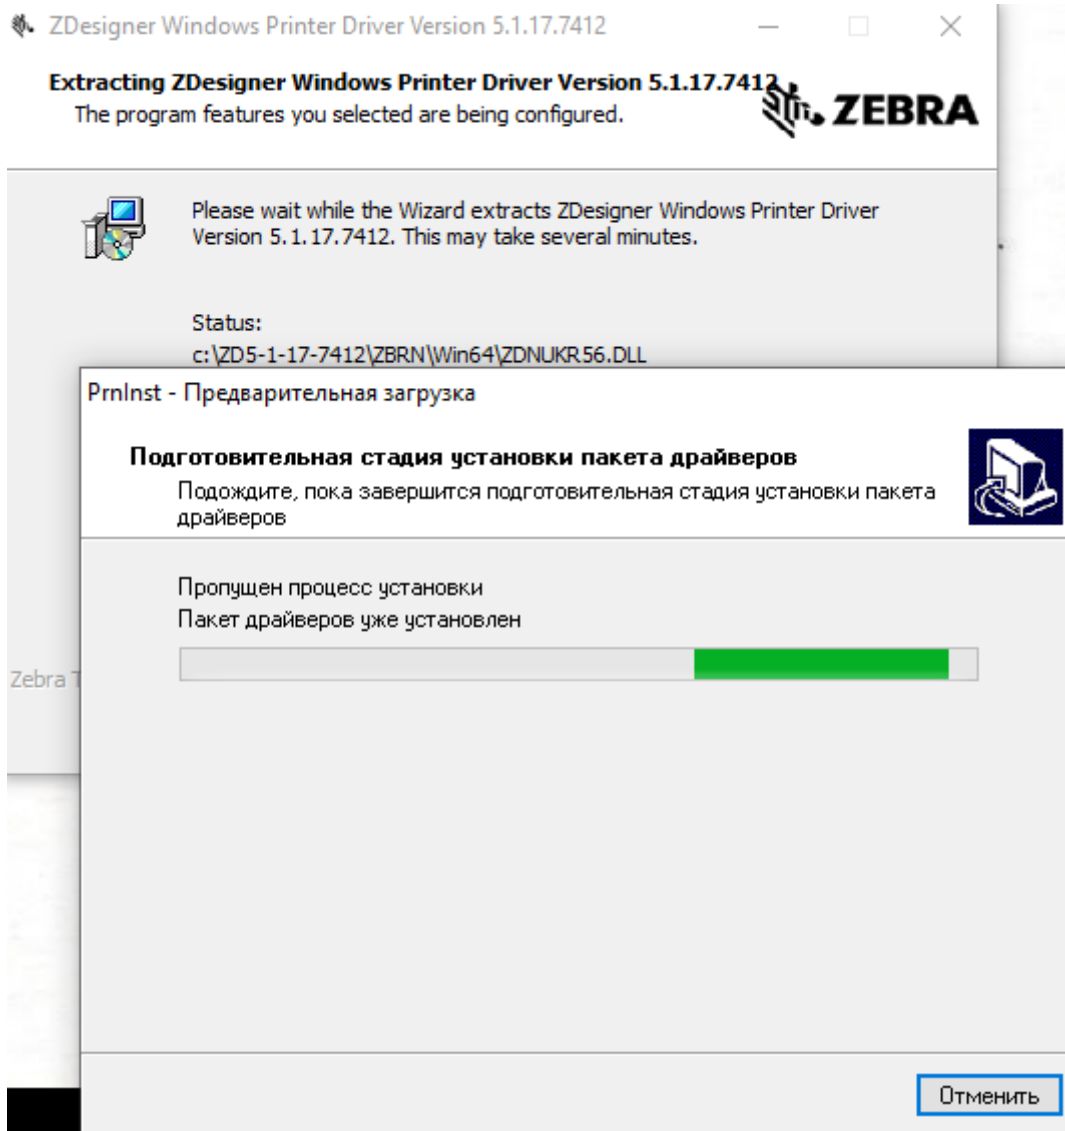 ZDesigner Windows Printer Driver Version 5.1.17.7412
Extracting ZDesigner Windows Printer Driver Version 5.1.17.7412
The program features you selected are being configured.
ZEBRA
Please wait while the Wizard extracts ZDesigner Windows Printer Driver
Version 5.1.17.7412. This may take several minutes.
Status:
c:\ZD5-1-17-7412\ZBRN\Win64\ZDNUKR56.DLL
PrnInst - Предварительная загрузка
Подготовительная стадия установки пакета драйверов
Подождите, пока завершится подготовительная стадия установки пакета
драйверов
Пропущен процесс установки
Пакет драйверов уже установлен
Zebra T
Отменить